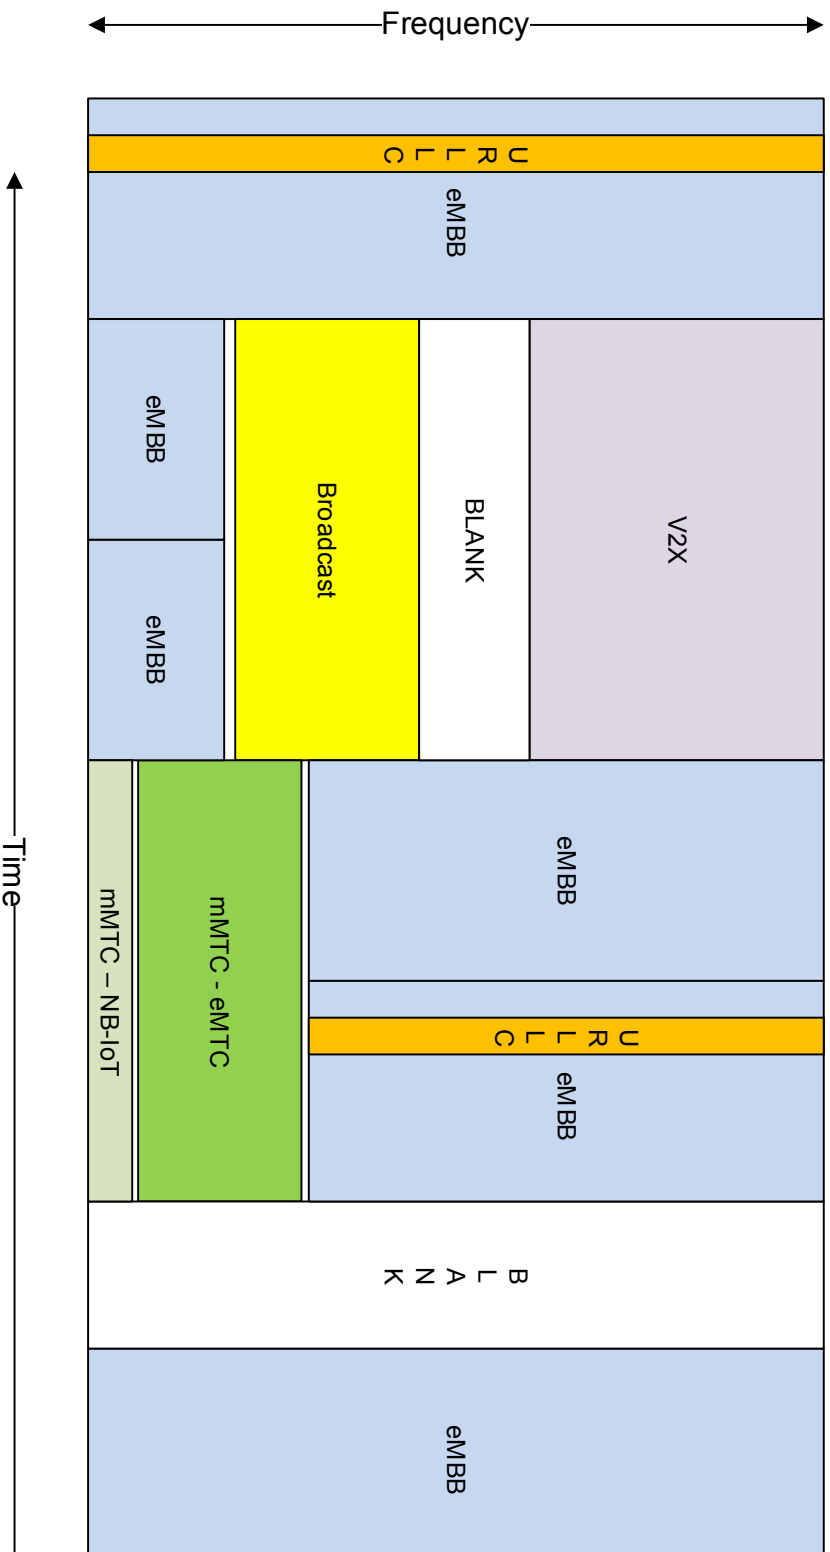 Frequency
URLLC
eMBB
eMBB
eMBB
Broadcast
BLANK
V2X
mMTC – NB-IoT
mMTC - eMTC
eMBB
URLLC
eMBB
BLANK
eMBB
Time